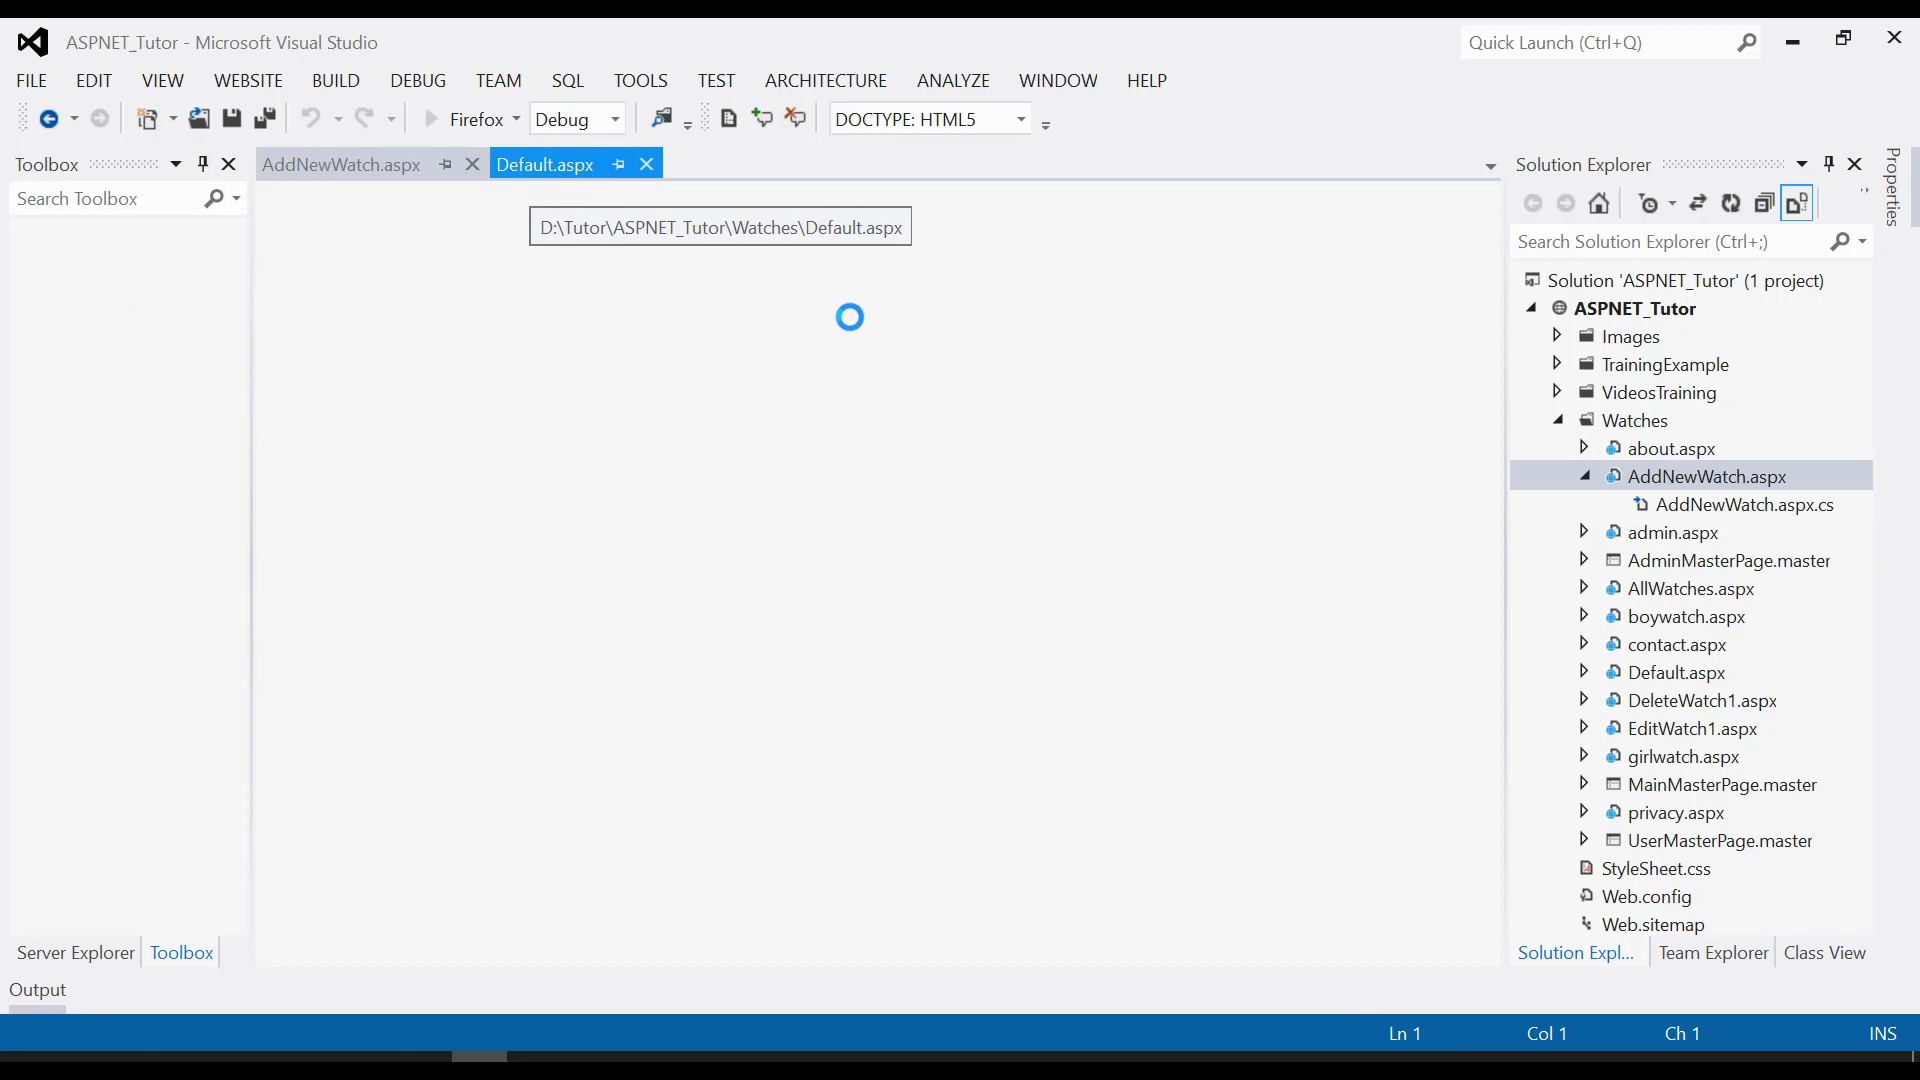 ASPNET_Tutor - Microsoft Visual Studio
Quick Launch (Ctrl+Q)
FILE EDIT VIEW WEBSITE BUILD DEBUG TEAM SQL TOOLS TEST ARCHITECTURE ANALYZE WINDOW HELP
Firefox Debug DOCTYPE: HTML5
Toolbox
AddNewWatch.aspx Default.aspx
Solution Explorer
Properties
Search Toolbox
D:\Tutor\ASPNET_Tutor\Watches\Default.aspx
Search Solution Explorer (Ctrl+;)
Solution 'ASPNET_Tutor' (1 project)
ASPNET_Tutor
Images
TrainingExample
VideosTraining
Watches
about.aspx
AddNewWatch.aspx
AddNewWatch.aspx.cs
admin.aspx
AdminMasterPage.master
AllWatches.aspx
boywatch.aspx
contact.aspx
Default.aspx
DeleteWatch1.aspx
EditWatch1.aspx
girlwatch.aspx
MainMasterPage.master
privacy.aspx
UserMasterPage.master
StyleSheet.css
Web.config
Web.sitemap
Server Explorer Toolbox
Solution Expl... Team Explorer Class View
Output
Ln 1 Col 1 Ch 1 INS